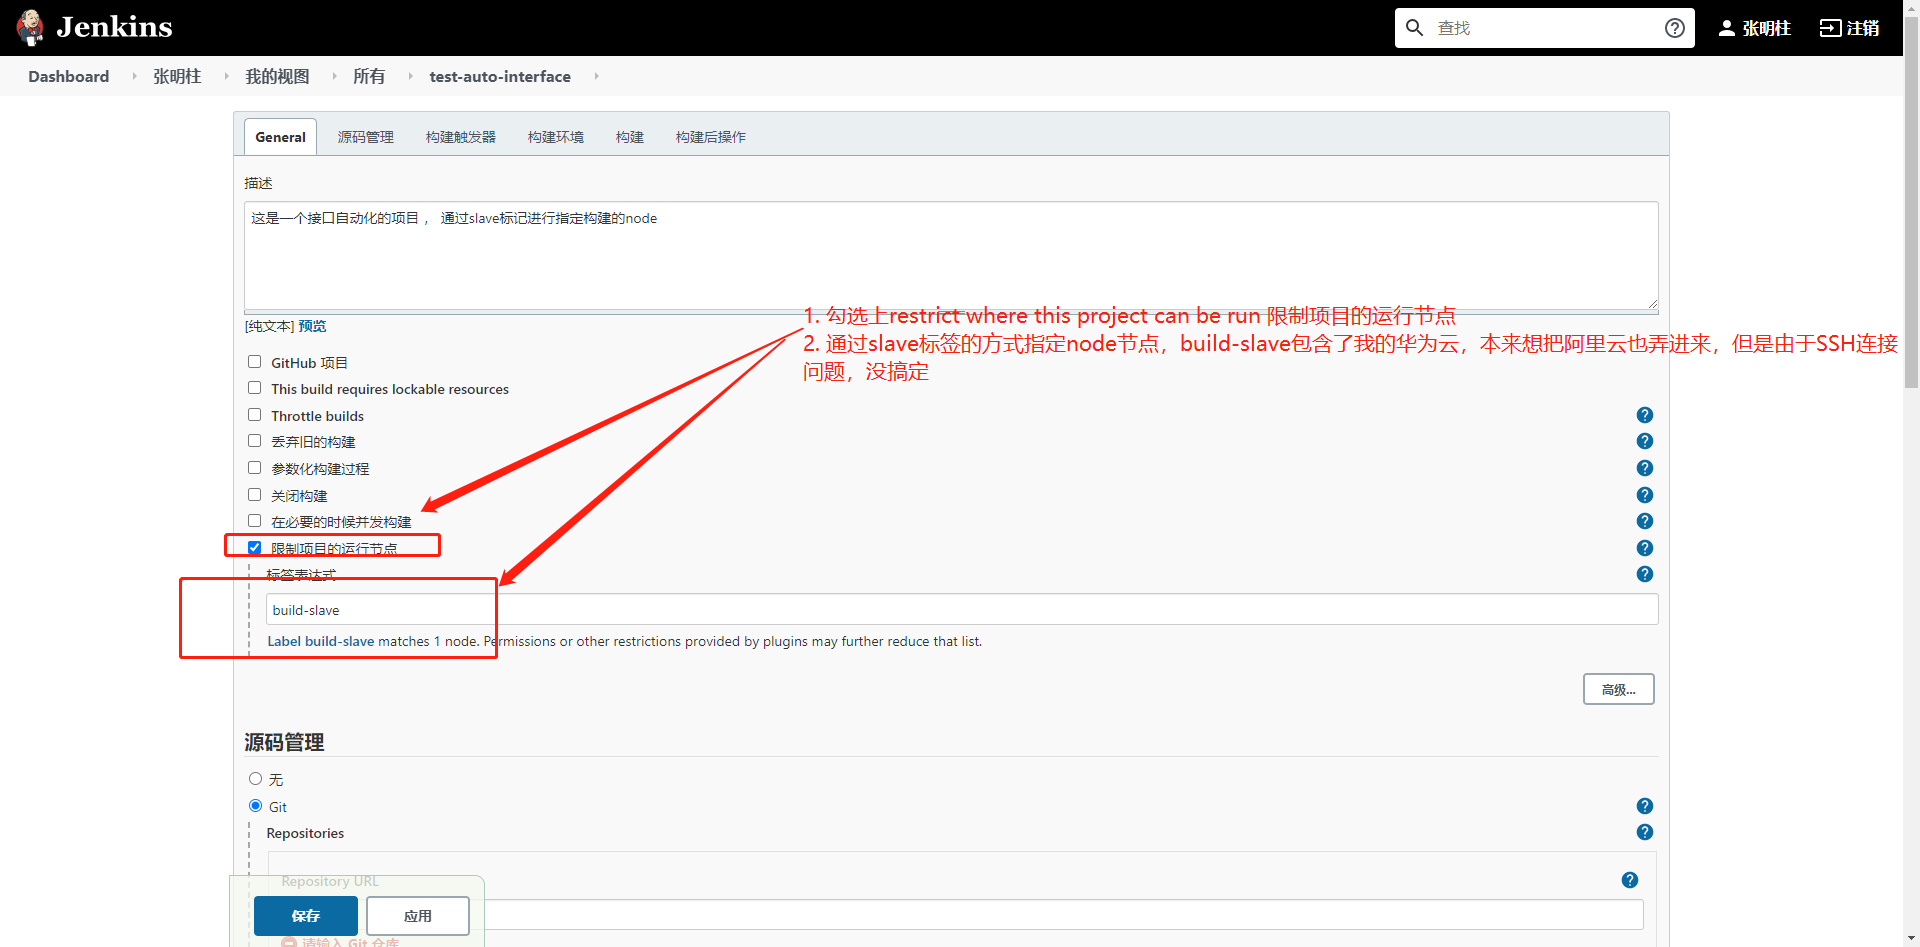 Jenkins
查找
张明柱
注销
Dashboard
张明柱
我的视图
所有
test-auto-interface
General
源码管理
构建触发器
构建环境
构建
构建后操作
描述
这是一个接口自动化的项目， 通过slave标记进行指定构建的node
[纯文本] 预览
1. 勾选上restrict where this project can be run 限制项目的运行节点
2. 通过slave标签的方式指定node节点，build-slave包含了我的华为云，本来想把阿里云也弄进来，但是由于SSH连接
问题，没搞定
GitHub 项目
This build requires lockable resources
Throttle builds
丢弃旧的构建
参数化构建过程
关闭构建
在必要的时候并发构建
限制项目的运行节点
标签表达式
build-slave
Label build-slave matches 1 node. Permissions or other restrictions provided by plugins may further reduce that list.
高级...
源码管理
无
Git
Repositories
Repository URL
保存
应用
请输入 Git 仓库